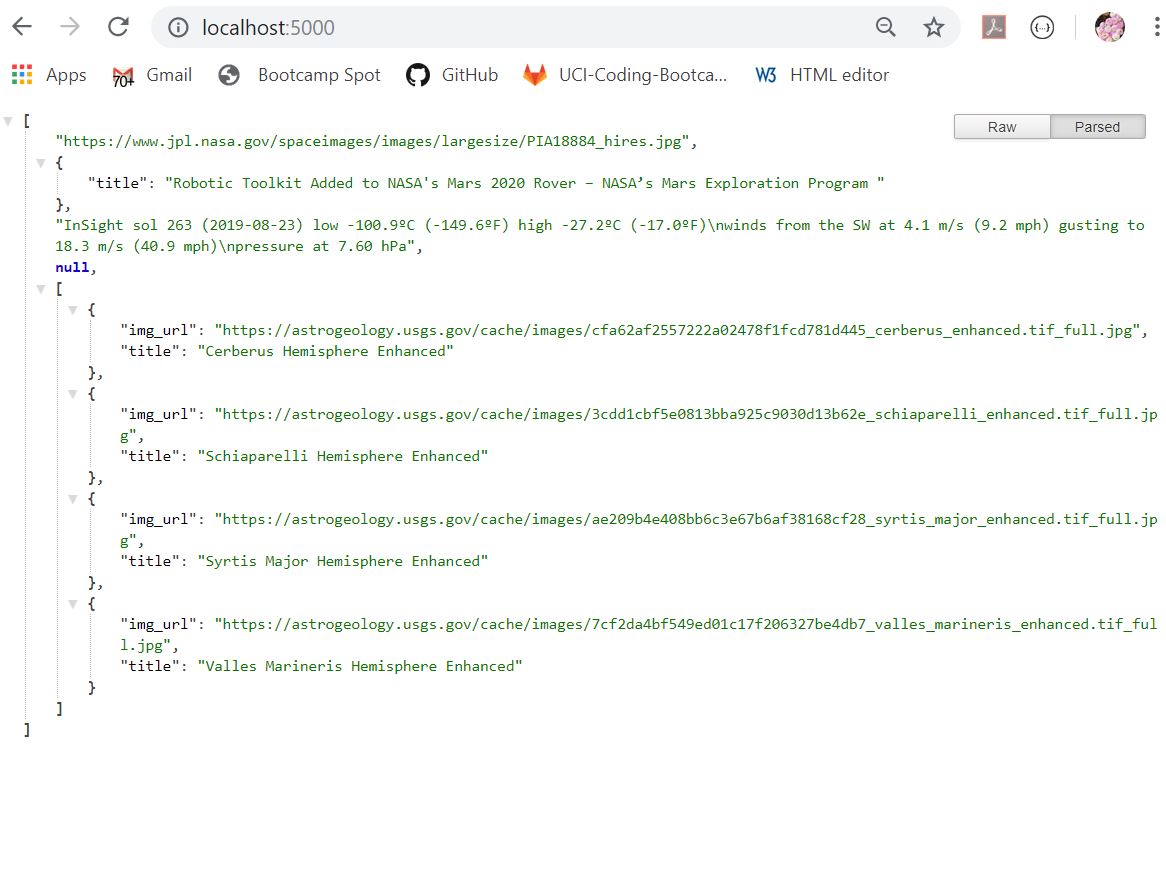 localhost:5000
Apps 70+ Gmail Bootcamp Spot GitHub UCI-Coding-Bootca... W3 HTML editor
Raw Parsed
[
"https://www.jpl.nasa.gov/spaceimages/images/largesize/PIA18884_hires.jpg",
{
"title": "Robotic Toolkit Added to NASA's Mars 2020 Rover – NASA’s Mars Exploration Program "
},
"InSight sol 263 (2019-08-23) low -100.9ºC (-149.6ºF) high -27.2ºC (-17.0ºF)\nwinds from the SW at 4.1 m/s (9.2 mph) gusting to
18.3 m/s (40.9 mph)\npressure at 7.60 hPa",
null,
[
{
"img_url": "https://astrogeology.usgs.gov/cache/images/cfa62af2557222a02478f1fcd781d445_cerberus_enhanced.tif_full.jpg",
"title": "Cerberus Hemisphere Enhanced"
},
{
"img_url": "https://astrogeology.usgs.gov/cache/images/3cdd1cbf5e0813bba925c9030d13b62e_schiaparelli_enhanced.tif_full.jp
g",
"title": "Schiaparelli Hemisphere Enhanced"
},
{
"img_url": "https://astrogeology.usgs.gov/cache/images/ae209b4e408bb6c3e67b6af38168cf28_syrtis_major_enhanced.tif_full.jp
g",
"title": "Syrtis Major Hemisphere Enhanced"
},
{
"img_url": "https://astrogeology.usgs.gov/cache/images/7cf2da4bf549ed01c17f206327be4db7_valles_marineris_enhanced.tif_ful
l.jpg",
"title": "Valles Marineris Hemisphere Enhanced"
}
]
]